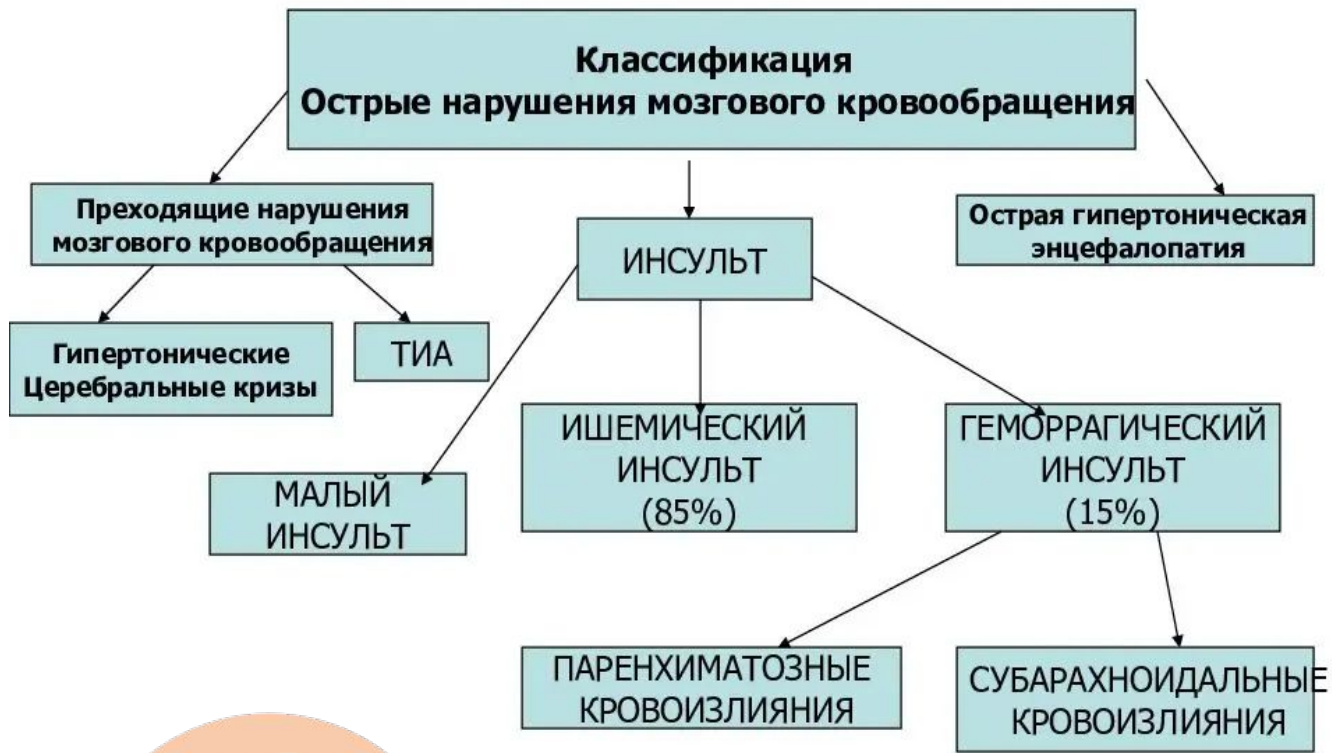 Классификация
Острые нарушения мозгового кровообращения
Преходящие нарушения
мозгового кровообращения
Острая гипертоническая
энцефалопатия
ИНСУЛЬТ
Гипертонические
Церебральные кризы
ТИА
ИШЕМИЧЕСКИЙ
ИНСУЛЬТ
(85%)
ГЕМОРРАГИЧЕСКИЙ
ИНСУЛЬТ
(15%)
МАЛЫЙ
ИНСУЛЬТ
ПАРЕНХИМАТОЗНЫЕ
КРОВОИЗЛИЯНИЯ
СУБАРАХНОИДАЛЬНЫЕ
КРОВОИЗЛИЯНИЯ